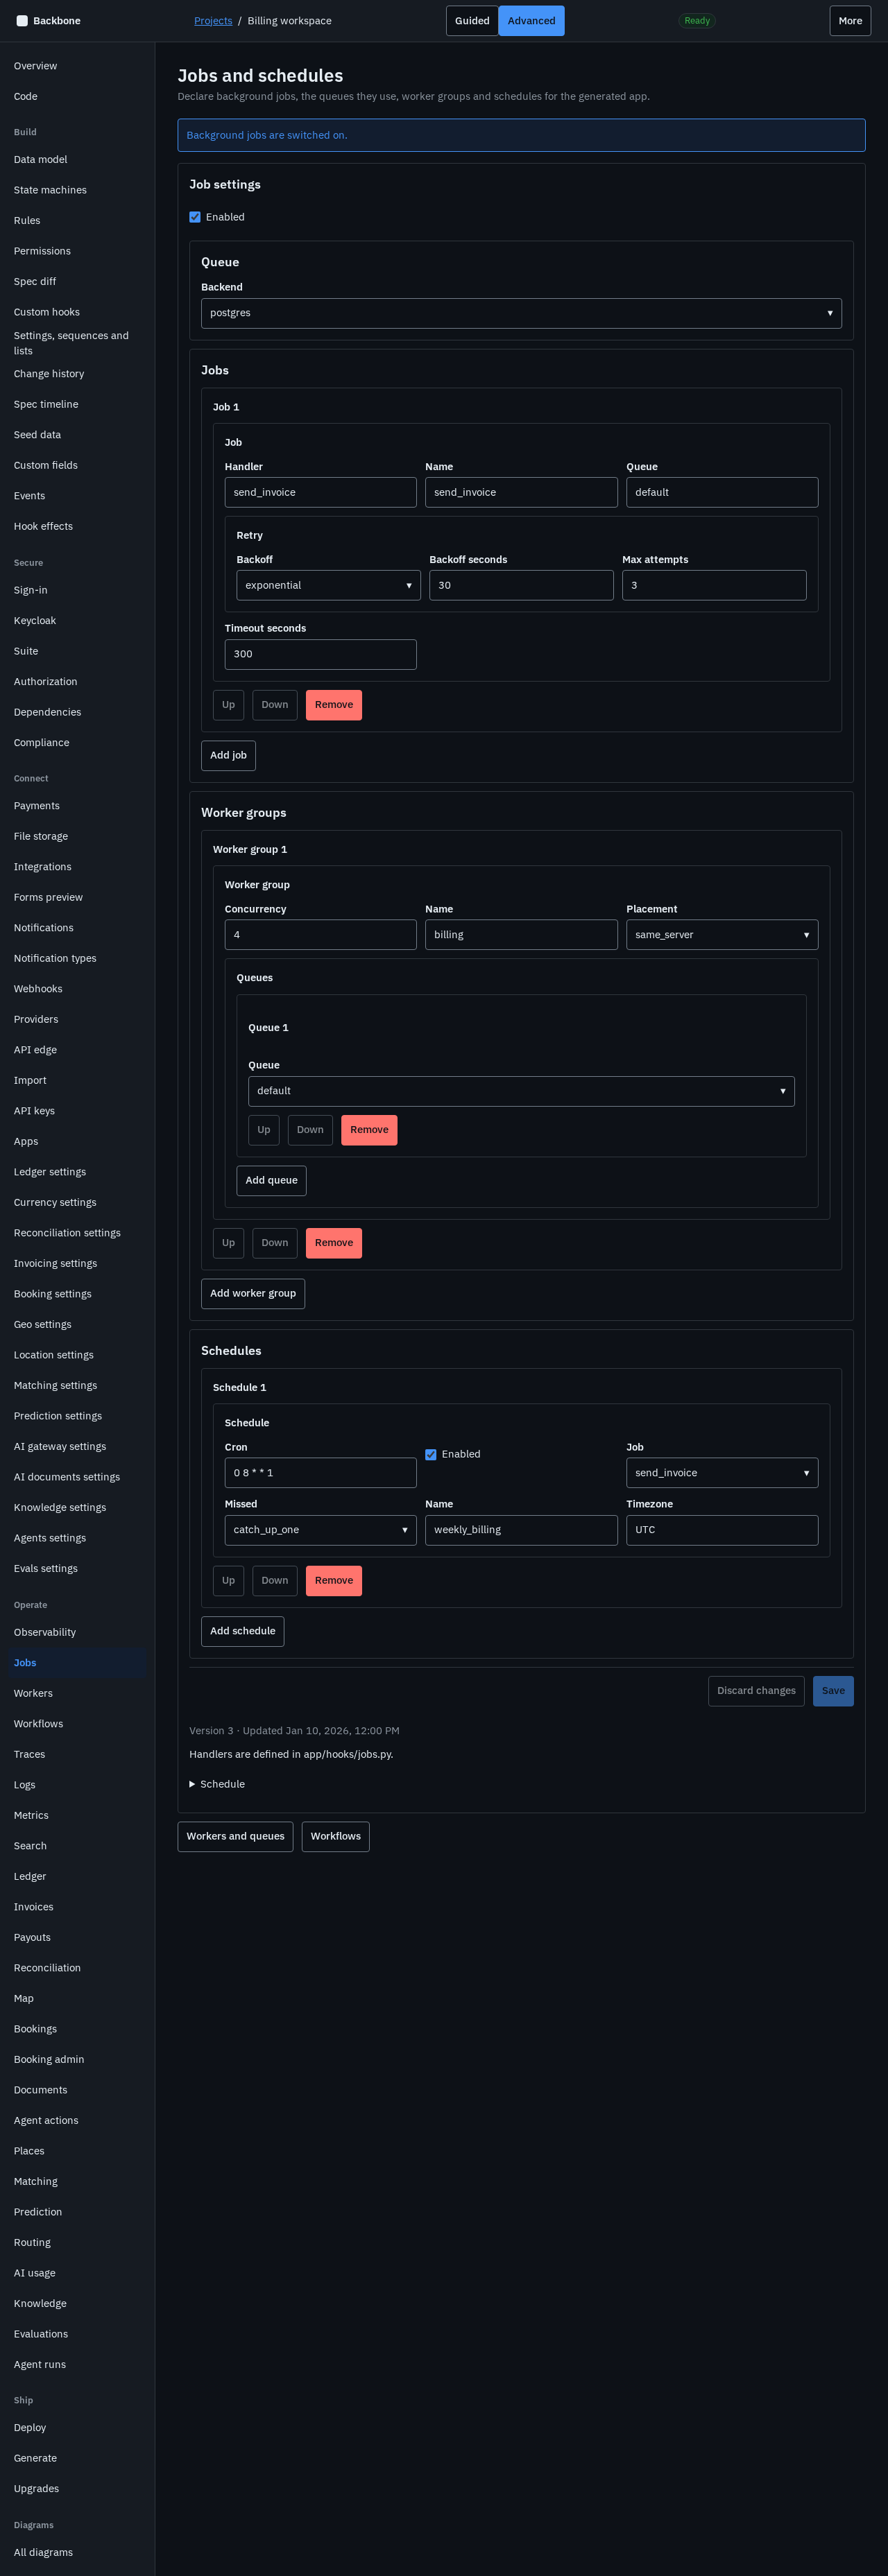 Backbone
Projects / Billing workspace
Guided
Advanced
Ready
More
Overview
Code
Build
Data model
State machines
Rules
Permissions
Spec diff
Custom hooks
Settings, sequences and
lists
Change history
Spec timeline
Seed data
Custom fields
Events
Hook effects
Secure
Sign-in
Keycloak
Suite
Authorization
Dependencies
Compliance
Connect
Payments
File storage
Integrations
Forms preview
Notifications
Notification types
Webhooks
Providers
API edge
Import
API keys
Apps
Ledger settings
Currency settings
Reconciliation settings
Invoicing settings
Booking settings
Geo settings
Location settings
Matching settings
Prediction settings
AI gateway settings
AI documents settings
Knowledge settings
Agents settings
Evals settings
Operate
Observability
Jobs
Workers
Workflows
Traces
Logs
Metrics
Search
Ledger
Invoices
Payouts
Reconciliation
Map
Bookings
Booking admin
Documents
Agent actions
Places
Matching
Prediction
Routing
AI usage
Knowledge
Evaluations
Agent runs
Ship
Deploy
Generate
Upgrades
Diagrams
All diagrams
Jobs and schedules
Declare background jobs, the queues they use, worker groups and schedules for the generated app.
Background jobs are switched on.
Job settings
Enabled
Queue
Backend
postgres
Jobs
Job 1
Job
Handler Name Queue
send_invoice send_invoice default
Retry
Backoff Backoff seconds Max attempts
exponential 30 3
Timeout seconds
300
Up Down Remove
Add job
Worker groups
Worker group 1
Worker group
Concurrency Name Placement
4 billing same_server
Queues
Queue 1
Queue
default
Up Down Remove
Add queue
Up Down Remove
Add worker group
Schedules
Schedule 1
Schedule
Cron Enabled Job
0 8 * * 1 send_invoice
Missed Name Timezone
catch_up_one weekly_billing UTC
Up Down Remove
Add schedule
Discard changes Save
Version 3 · Updated Jan 10, 2026, 12:00 PM
Handlers are defined in app/hooks/jobs.py.
Schedule
Workers and queues Workflows